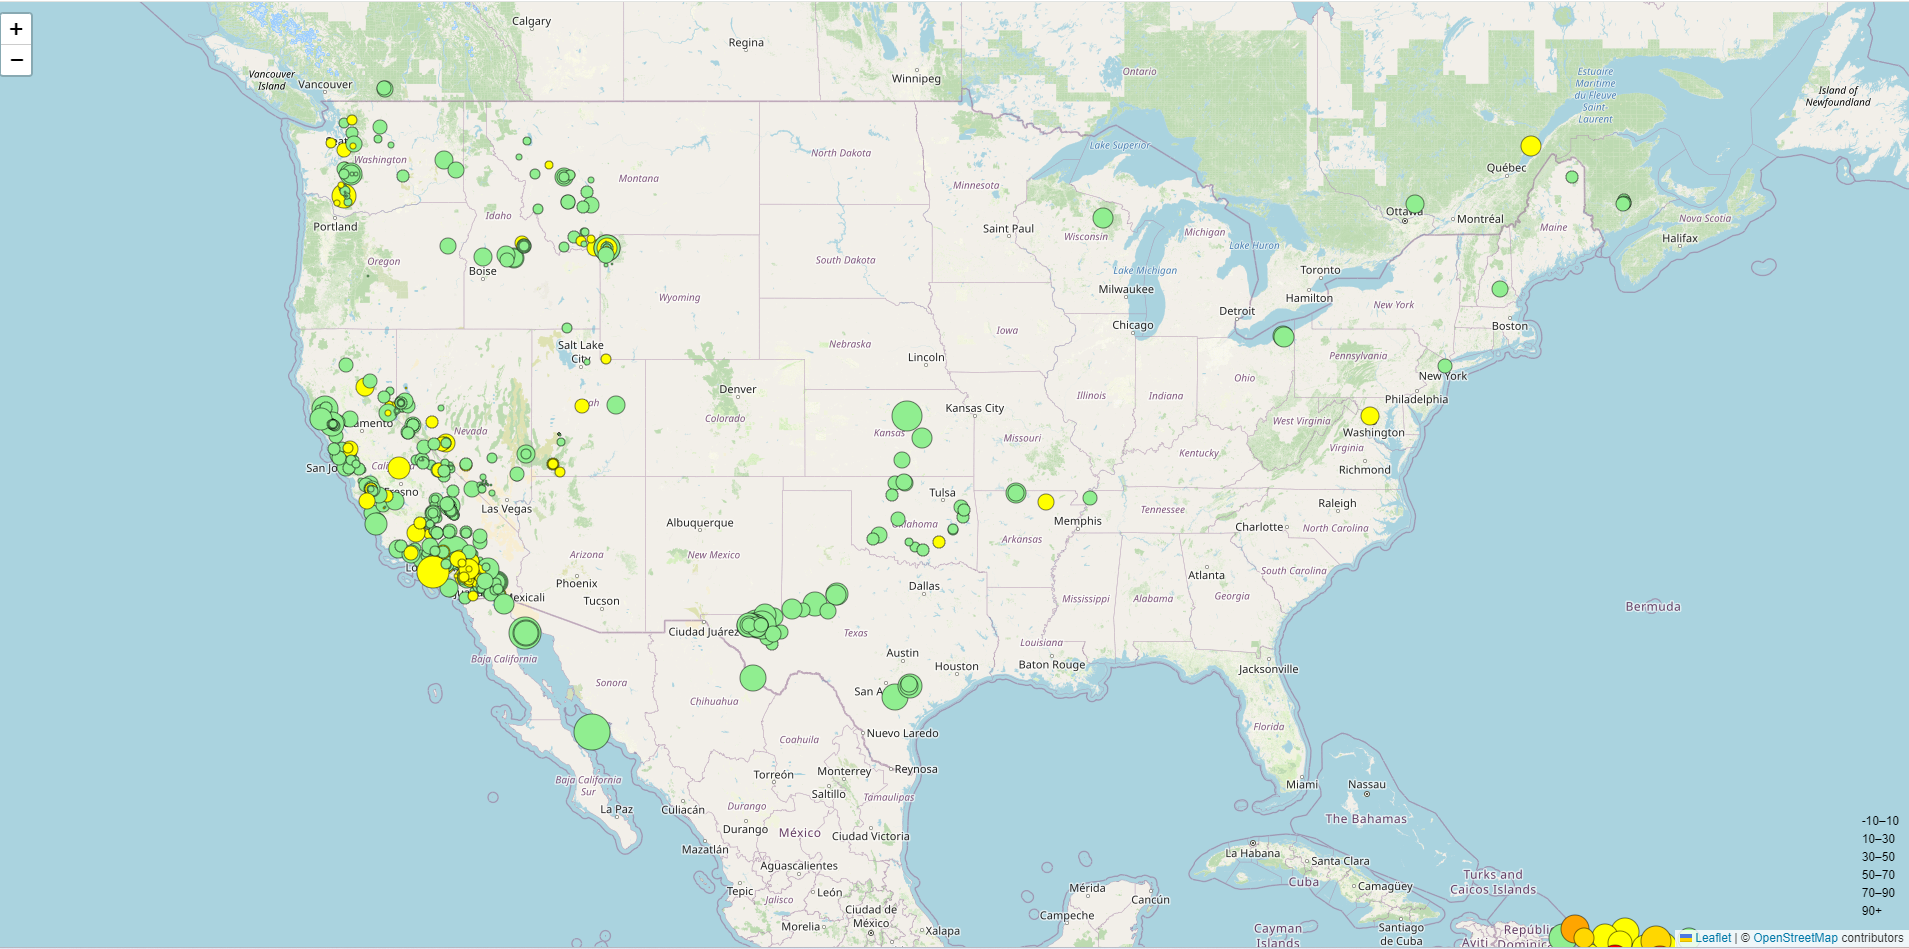 +
−
Calgary
Regina
Winnipeg
Vancouver
Island
Vancouver
Ontario
Estuaire
Maritime
du Fleuve
Saint-
Laurent
Island of
Newfoundland
Washington
Lake Superior
North Dakota
Montana
Minnesota
Québec
Ottawa
Montréal
Nova Scotia
Halifax
Maine
Portland
Idaho
Saint Paul
Wisconsin
Michigan
Lake Huron
Oregon
Boise
South Dakota
Lake Michigan
Toronto
Hamilton
Wyoming
Milwaukee
New York
Detroit
Boston
Chicago
Iowa
Salt Lake
City
Nebraska
Lincoln
Pennsylvania
New York
Ohio
Denver
Colorado
Illinois
Indiana
Philadelphia
Kansas City
Kansas
Missouri
West Virginia
Washington
Nevada
Virginia
Kentucky
Richmond
San Jo
Fresno
Las Vegas
Tulsa
Raleigh
Tennessee
Charlotte
North Carolina
Memphis
Albuquerque
Oklahoma
Arkansas
Arizona
New Mexico
Phoenix
Tucson
Mexicali
Dallas
Atlanta
South Carolina
Mississippi
Alabama
Georgia
Bermuda
Ciudad Juárez
Texas
Louisiana
Austin
Houston
Baton Rouge
Jacksonville
Baja California
Sonora
San A
Chihuahua
Florida
Nuevo Laredo
Coahuila
Reynosa
Monterrey
Torreón
Saltillo
Tamaulipas
Baja California
Sur
La Paz
Culiacán
Durango
Durango
México
Ciudad Victoria
Miami
Nassau
The Bahamas
Mazatlán
Aguascalientes
La Habana
Santa Clara
Cuba
Camagüey
Turks and
Caicos Islands
Tepic
León
Jalisco
Mérida
Cancún
Campeche
Ciudad de
México
Morelia
Xalapa
Cayman
Islands
Santiago
de Cuba
-10–10
10–30
30–50
50–70
70–90
90+
Leaflet | © OpenStreetMap contributors